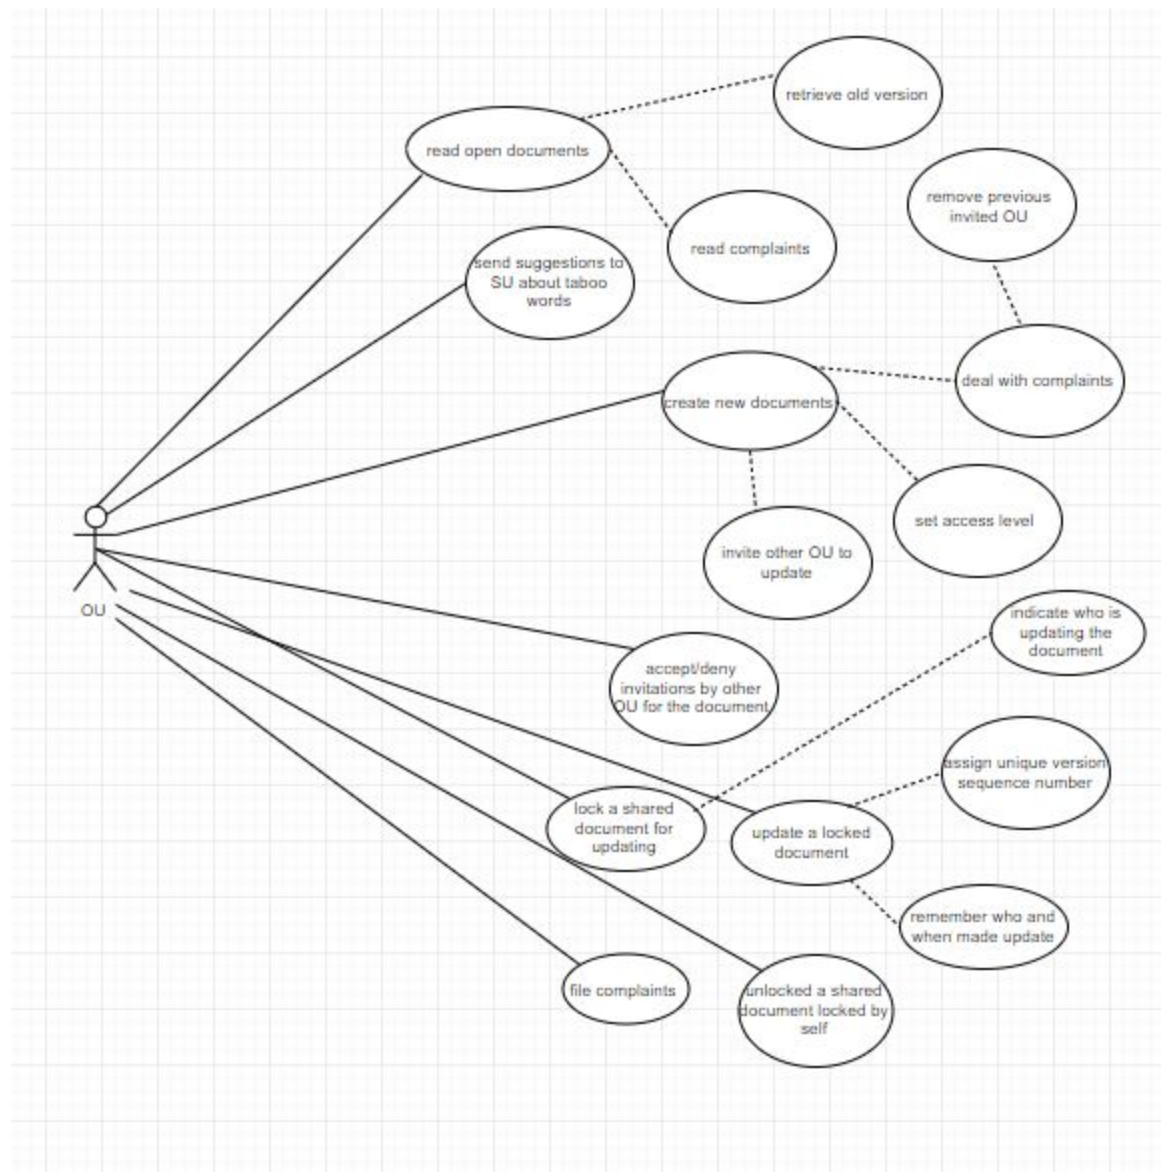 retrieve old version
read open documents
remove previous
invited OU
read complaints
send suggestions to
SU about taboo
words
deal with complaints
create new documents
set access level
invite other OU to
update
OU
indicate who is
updating the
document
accept/deny
invitations by other
OU for the document
assign unique version
sequence number
lock a shared
document for
updating
update a locked
document
remember who and
when made update
file complaints
unlocked a shared
document locked by
self